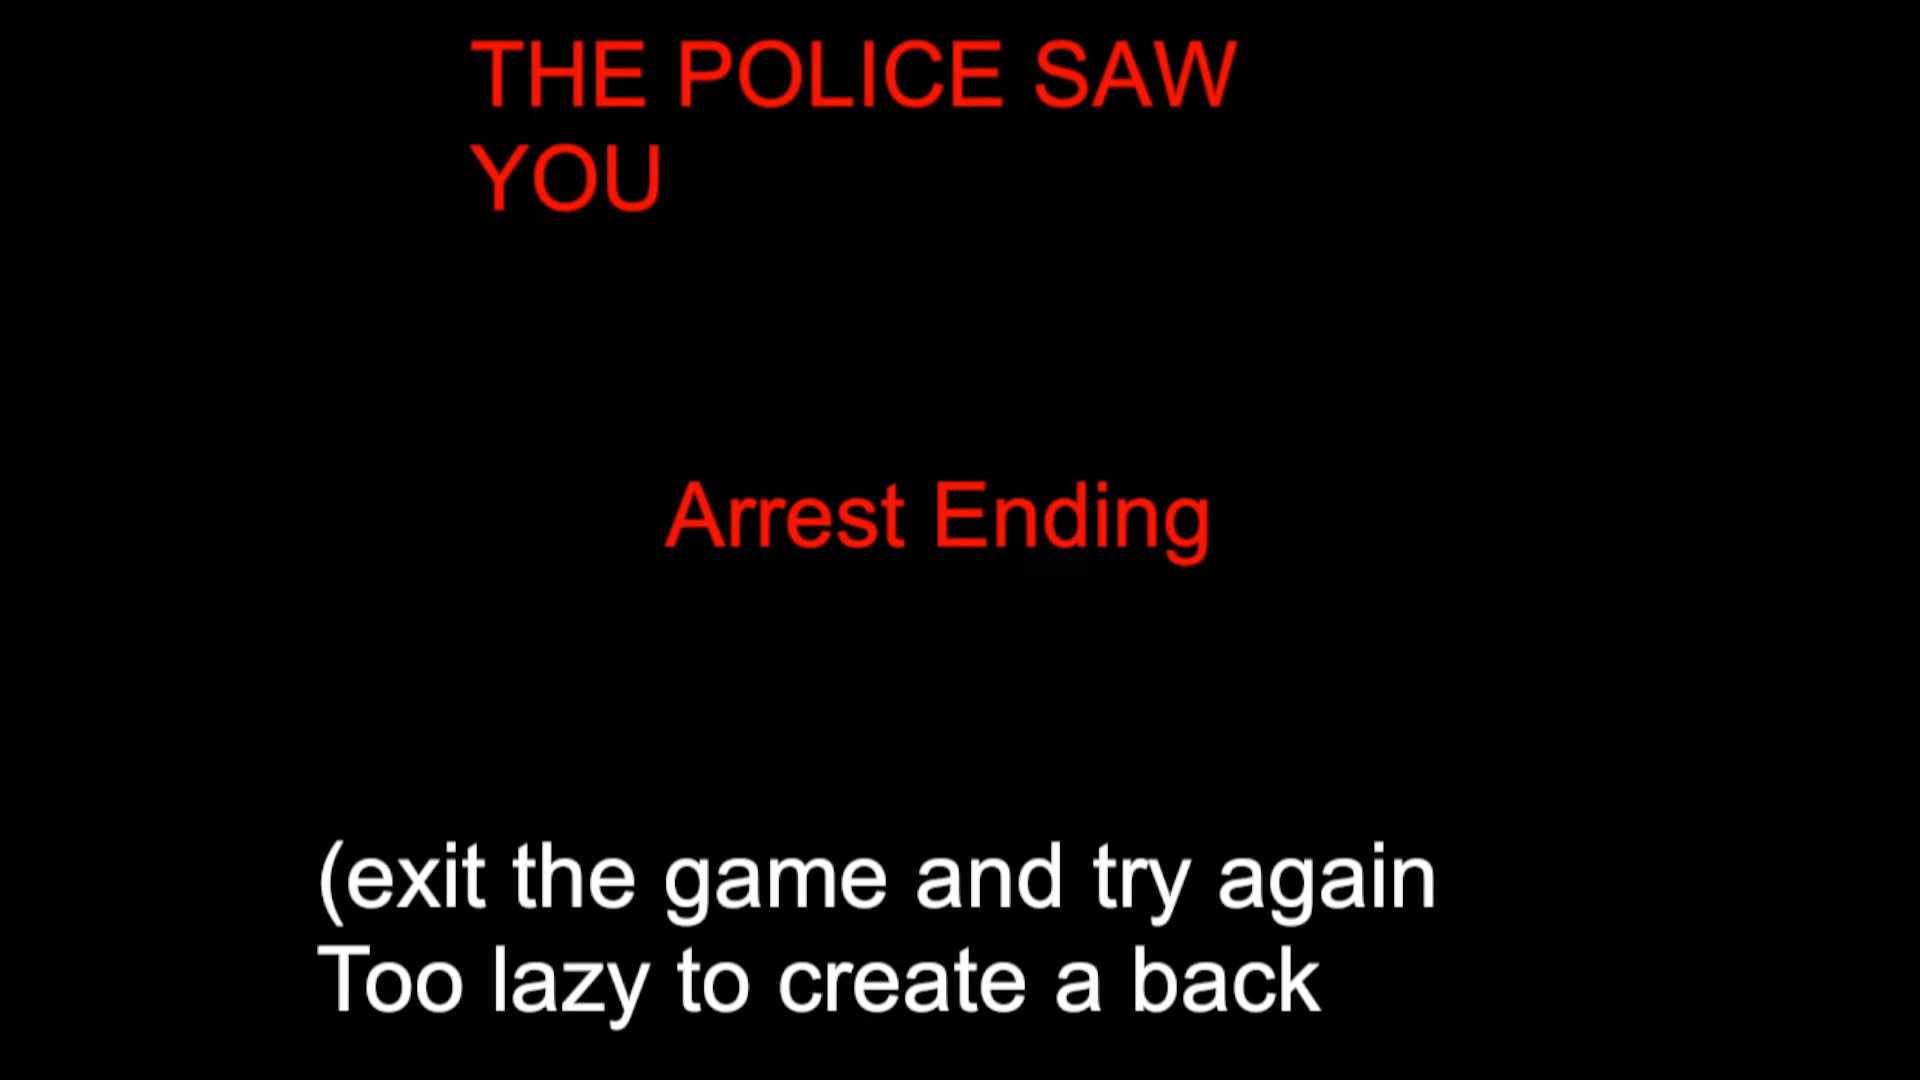 THE POLICE SAW
YOU
Arrest Ending
(exit the game and try again
Too lazy to create a back